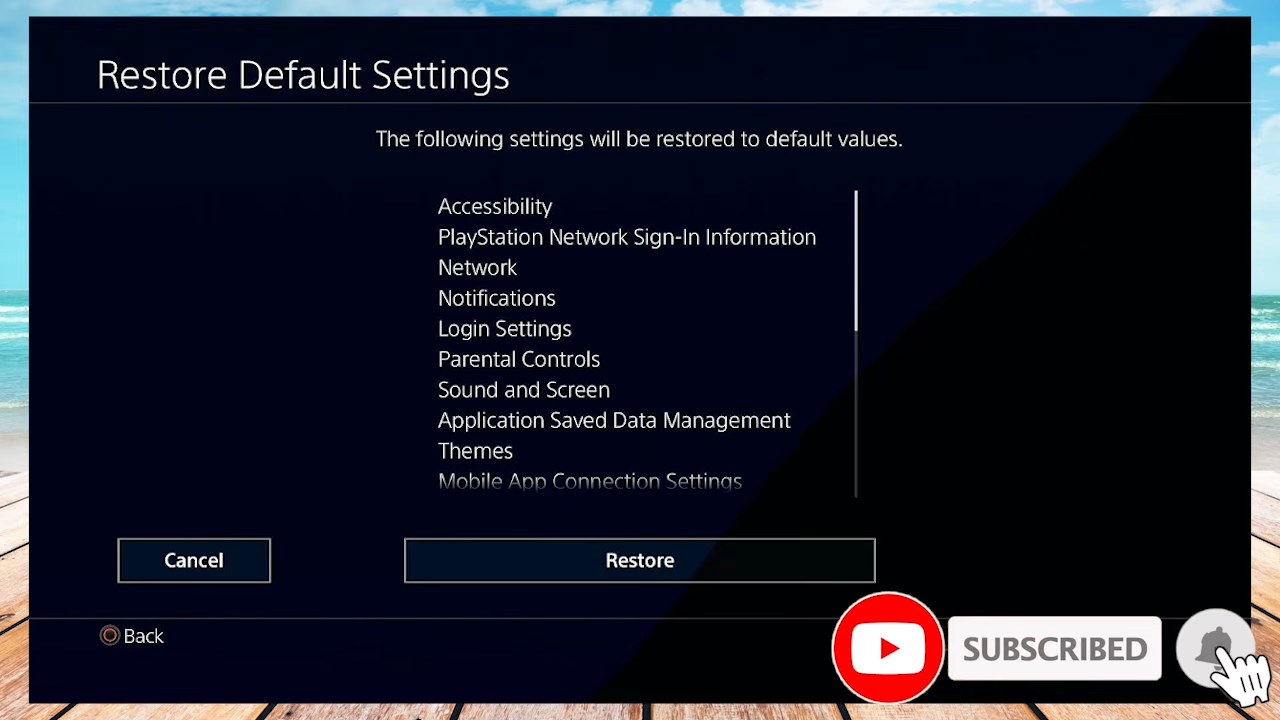 Restore Default Settings
The following settings will be restored to default values.
Accessibility
PlayStation Network Sign-In Information
Network
Notifications
Login Settings
Parental Controls
Sound and Screen
Application Saved Data Management
Themes
Mobile App Connection Settings
Cancel
Restore
Back
SUBSCRIBED